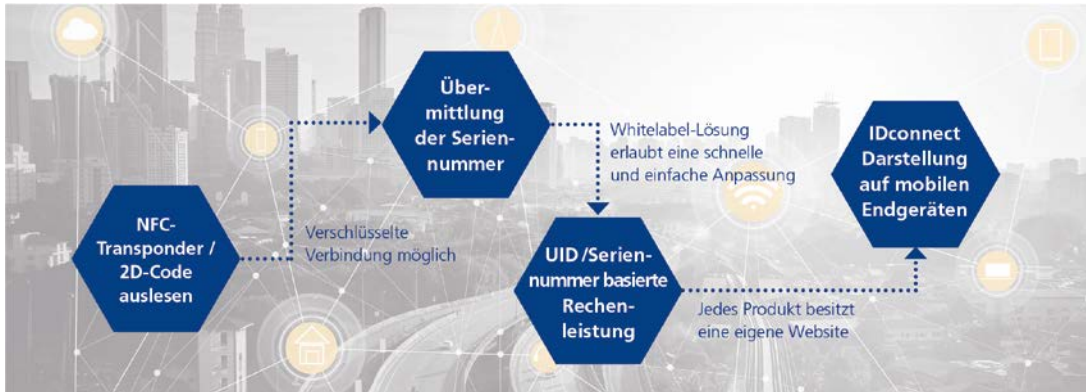 NFC-
Transponder /
2D-Code
auslesen
Verschlüsselte
Verbindung möglich
Über-
mittlung
der Serien-
nummer
Whitelabel-Lösung
erlaubt eine schnelle
und einfache Anpassung
UID /Serien-
nummer basierte
Rechen-
leistung
Jedes Produkt besitzt
eine eigene Website
IDconnect
Darstellung
auf mobilen
Endgeräten